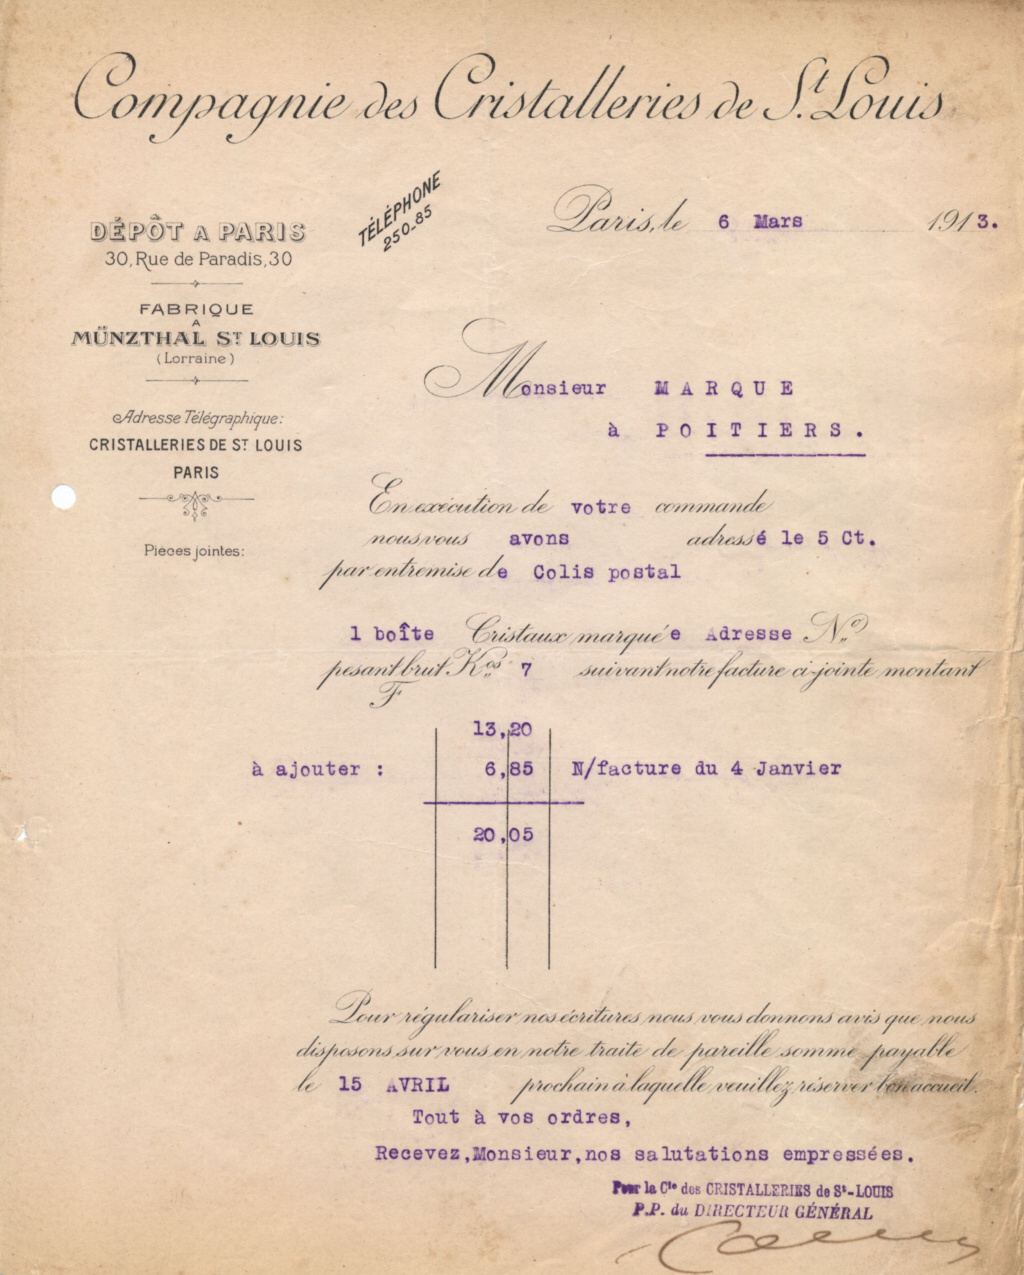 Compagnie des Cristalleries de St. Louis
DÉPÔT A PARIS
30, Rue de Paradis, 30
FABRIQUE
A
MÜNZTHAL ST LOUIS
(Lorraine)
Adresse Télégraphique:
CRISTALLERIES DE ST LOUIS
PARIS
Pièces jointes:
TÉLÉPHONE
250-85
Paris, le 6 Mars 1913.
Monsieur MARQUE
à POITIERS.
En exécution de votre commande
nous vous avons adressé le 5 Ct.
par entremise de Colis postal
1 boîte Cristaux marquée Adresse No
pesant brut Kos 7 suivant notre facture ci-jointe montant
F
13,20
à ajouter : 6,85 N/facture du 4 Janvier
20,05
Pour régulariser nos écritures, nous vous donnons avis que nous
disposons sur vous en notre traite de pareille somme payable
le 15 AVRIL prochain à laquelle veuillez réserver bon accueil.
Tout à vos ordres,
Recevez, Monsieur, nos salutations empressées.
Pour la Cie des CRISTALLERIES de St-LOUIS
P.P. du DIRECTEUR GÉNÉRAL